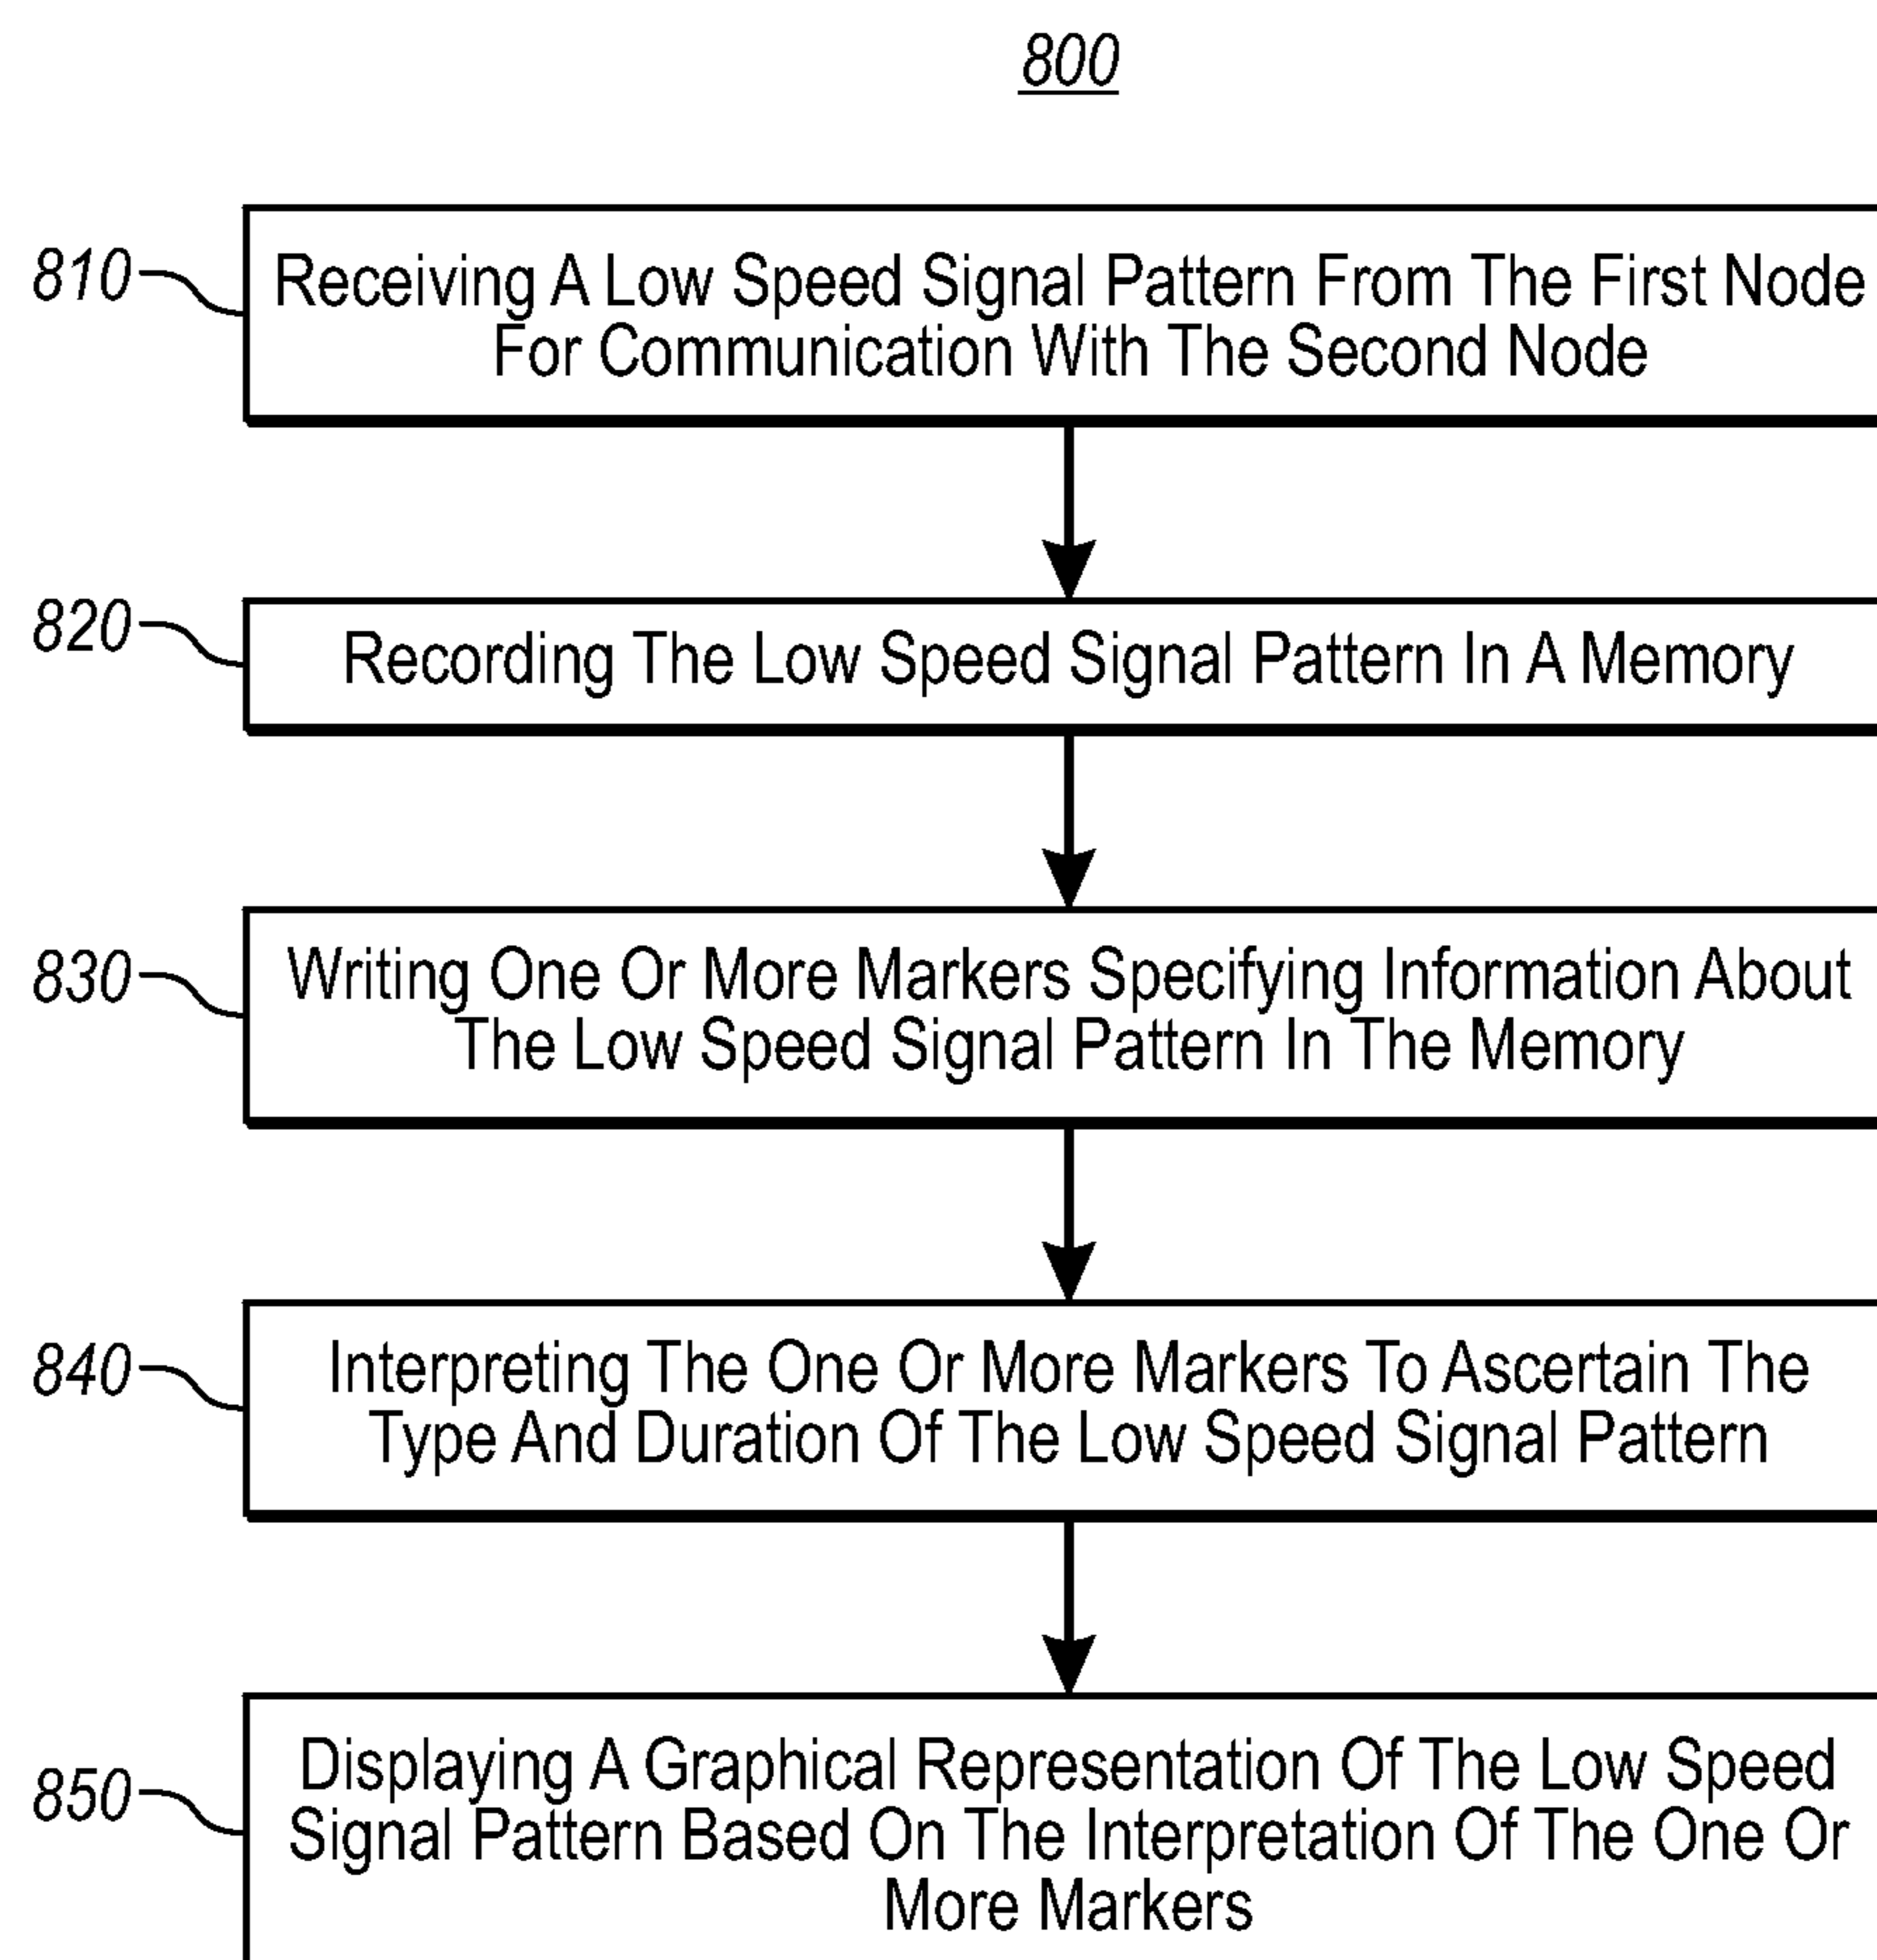 800
810
Receiving A Low Speed Signal Pattern From The First Node
For Communication With The Second Node
820
Recording The Low Speed Signal Pattern In A Memory
830
Writing One Or More Markers Specifying Information About
The Low Speed Signal Pattern In The Memory
840
Interpreting The One Or More Markers To Ascertain The
Type And Duration Of The Low Speed Signal Pattern
850
Displaying A Graphical Representation Of The Low Speed
Signal Pattern Based On The Interpretation Of The One Or
More Markers